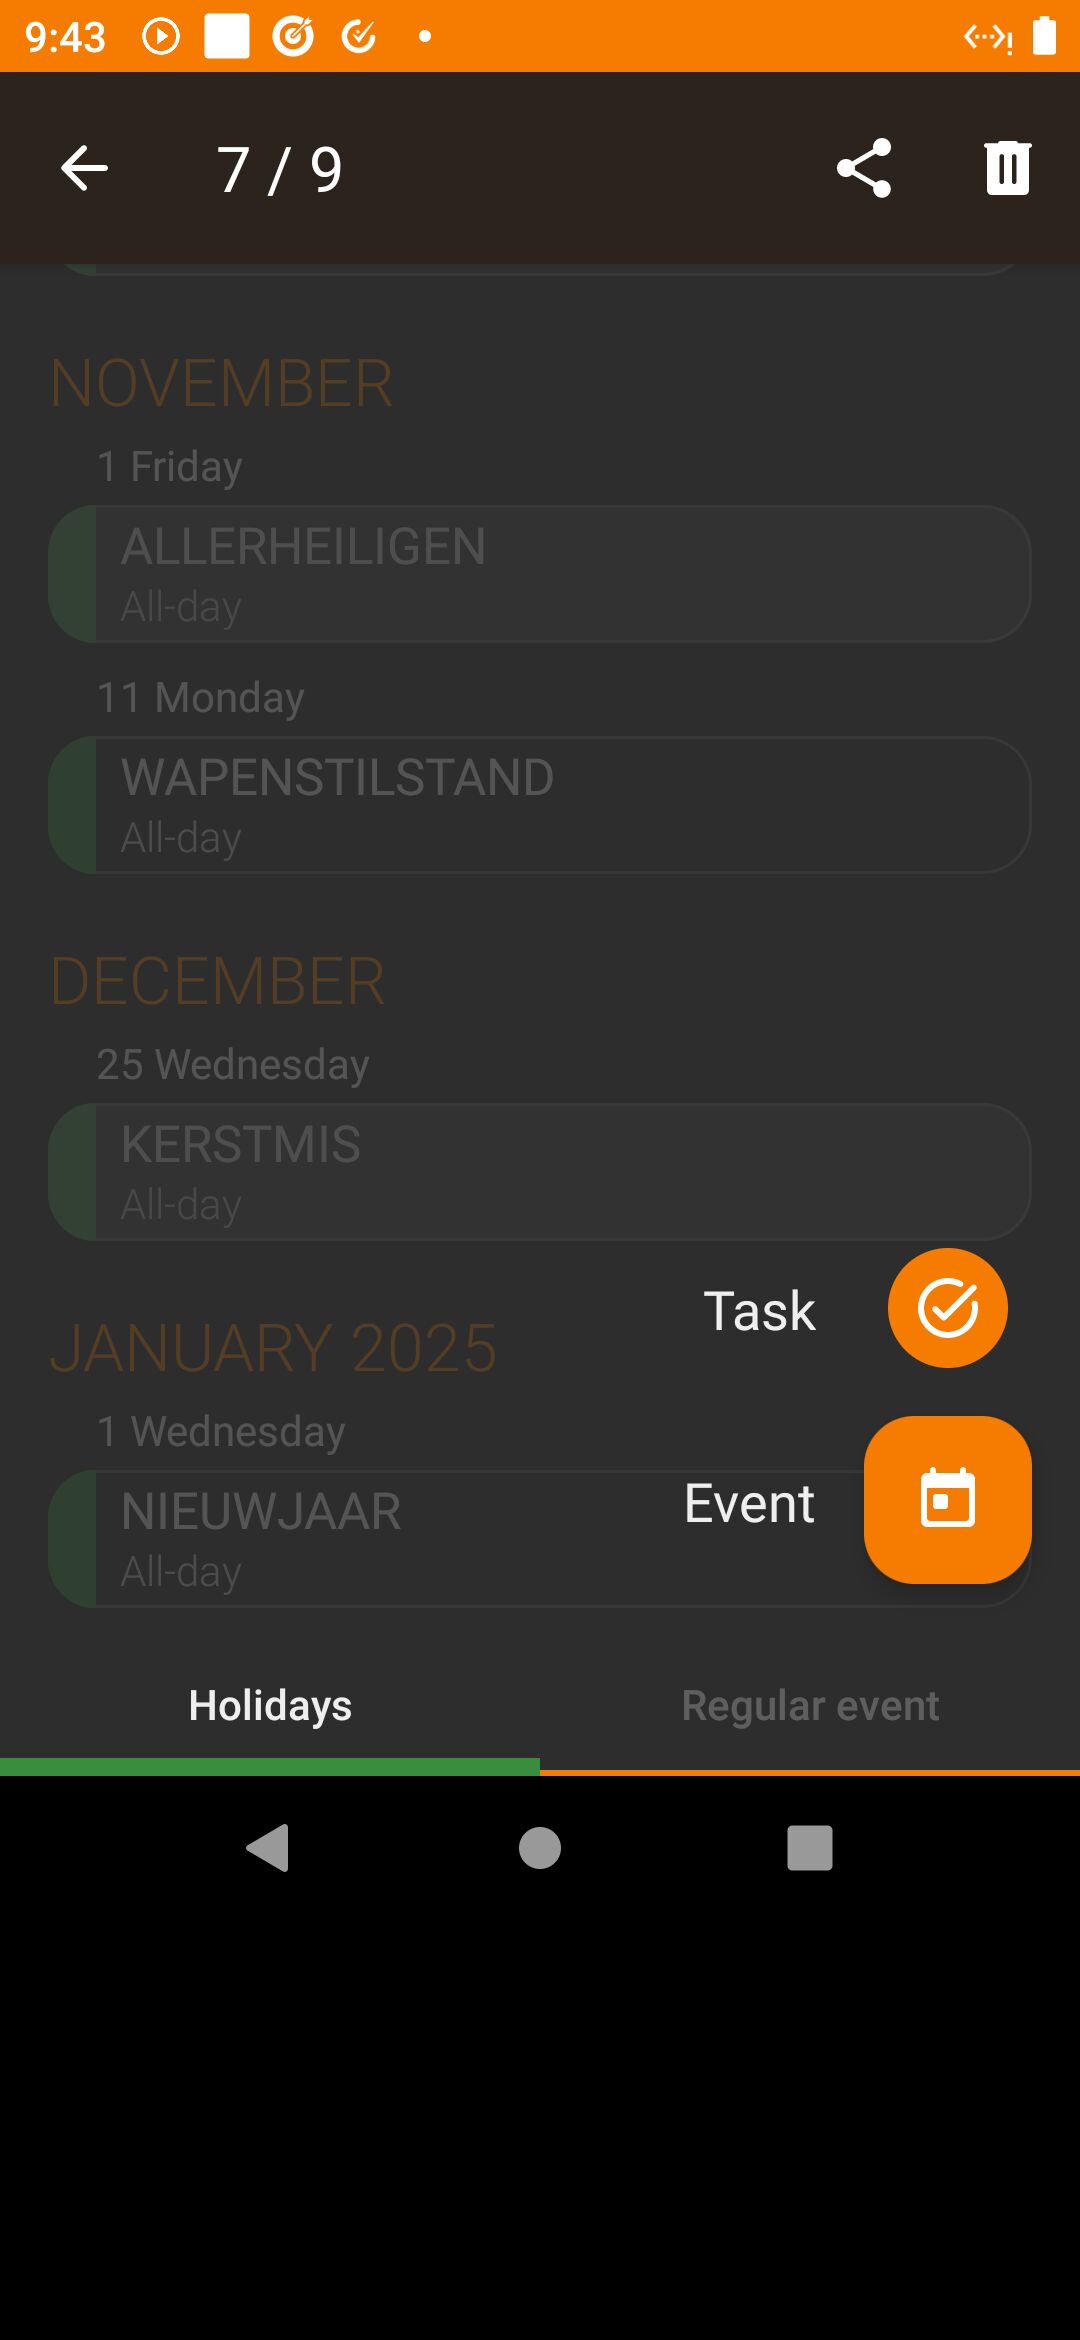 9:43
7 / 9
NOVEMBER
1 Friday
ALLERHEILIGEN
All-day
11 Monday
WAPENSTILSTAND
All-day
DECEMBER
25 Wednesday
KERSTMIS
All-day
Task
JANUARY 2025
1 Wednesday
NIEUWJAAR
All-day
Event
Holidays
Regular event